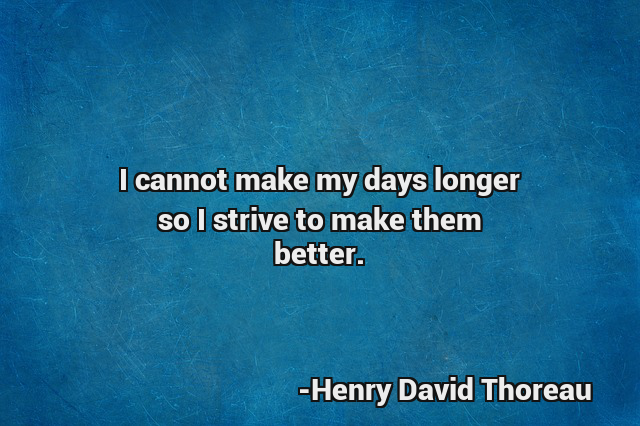 I cannot make my days longer
so I strive to make them
better.
-Henry David Thoreau